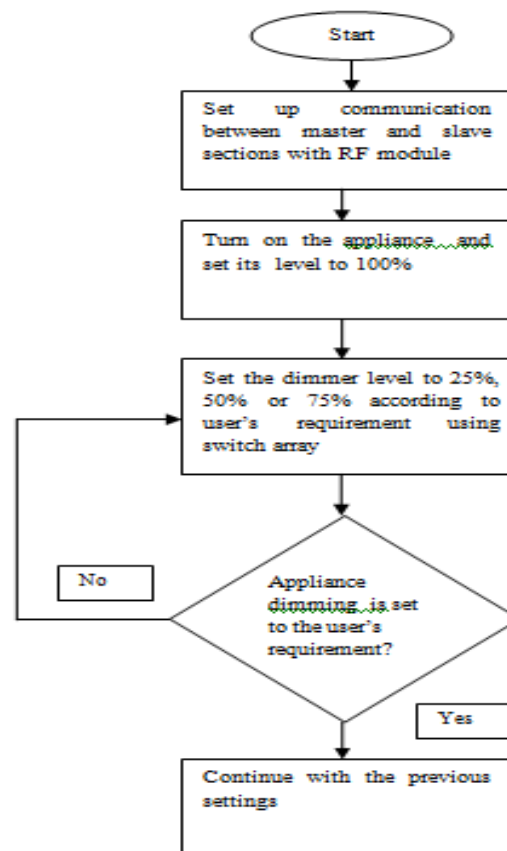 Start
Set up communication
between master and slave
sections with RF module
Turn on the appliance and
set its level to 100%
Set the dimmer level to 25%,
50% or 75% according to
user's requirement using
switch array
No
Appliance
dimming is set
to the user's
requirement?
Yes
Continue with the previous
settings